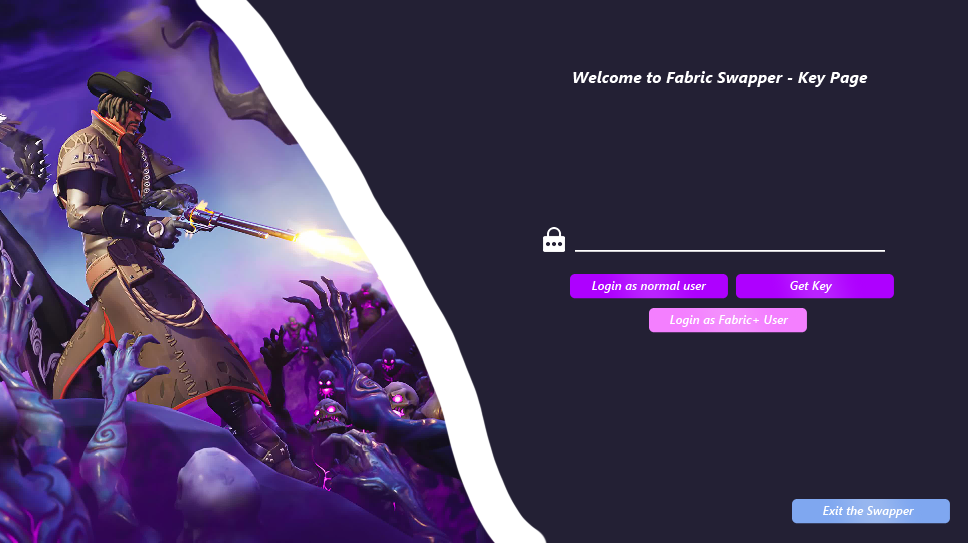 Welcome to Fabric Swapper - Key Page
Login as normal user
Get Key
Login as Fabric+ User
Exit the Swapper